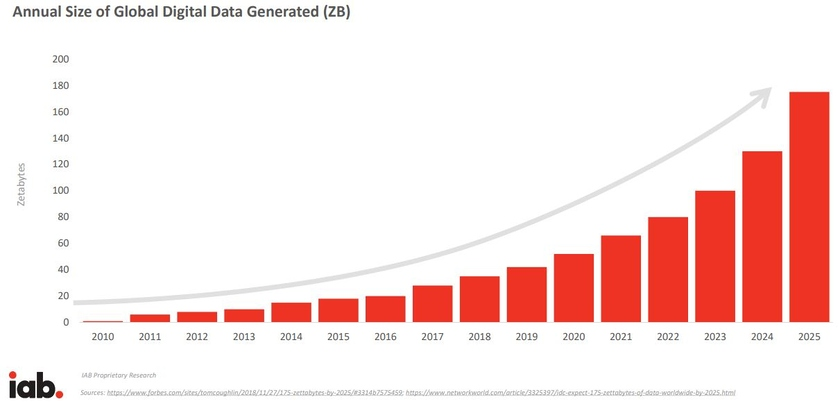 Annual Size of Global Digital Data Generated (ZB)
200
180
160
140
120
100
80
60
40
20
0
Zetabytes
2010 2011 2012 2013 2014 2015 2016 2017 2018 2019 2020 2021 2022 2023 2024 2025
iab.
IAB Proprietary Research
Sources: https://www.forbes.com/sites/tomcoughlin/2018/11/27/175-zettabytes-by-2025/#3314b7575459; https://www.networkworld.com/article/3325397/idc-expect-175-zettabytes-of-data-worldwide-by-2025.html